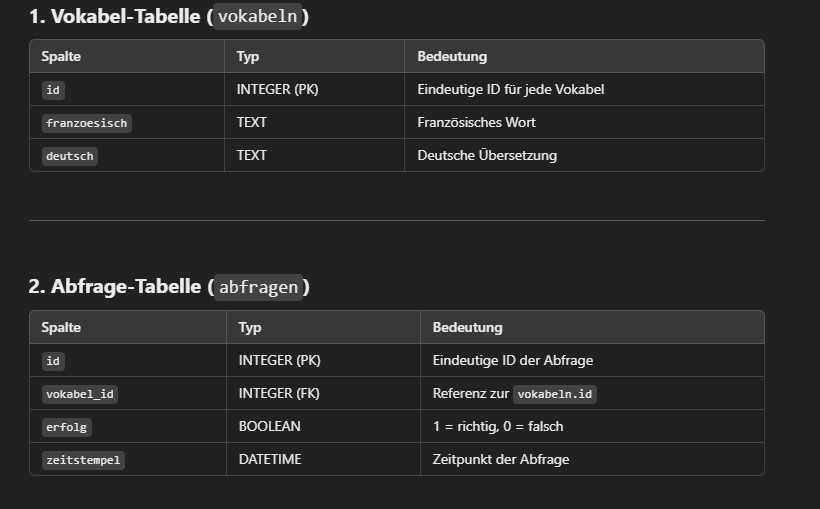 1. Vokabel-Tabelle (vokabeln)
Spalte Typ Bedeutung
id INTEGER (PK) Eindeutige ID für jede Vokabel
franzoesisch TEXT Französisches Wort
deutsch TEXT Deutsche Übersetzung
2. Abfrage-Tabelle (abfragen)
Spalte Typ Bedeutung
id INTEGER (PK) Eindeutige ID der Abfrage
vokabel_id INTEGER (FK) Referenz zur vokabeln.id
erfolg BOOLEAN 1 = richtig, 0 = falsch
zeitstempel DATETIME Zeitpunkt der Abfrage